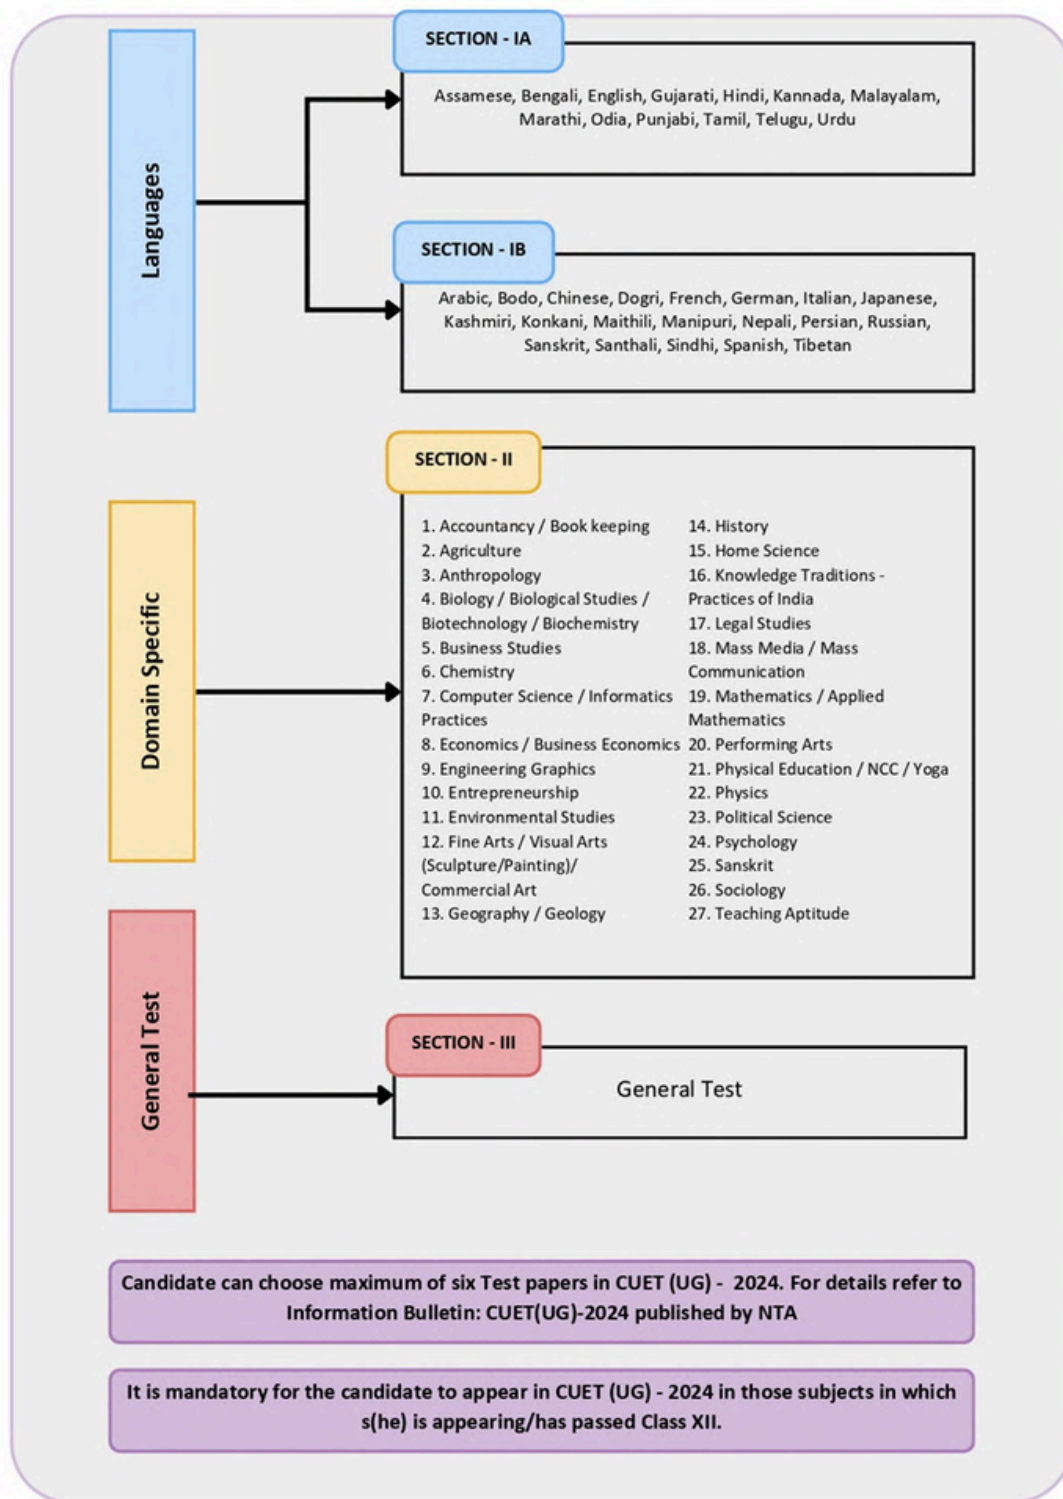 Languages
SECTION - IA
Assamese, Bengali, English, Gujarati, Hindi, Kannada, Malayalam,
Marathi, Odia, Punjabi, Tamil, Telugu, Urdu
SECTION - IB
Arabic, Bodo, Chinese, Dogri, French, German, Italian, Japanese,
Kashmiri, Konkani, Maithili, Manipuri, Nepali, Persian, Russian,
Sanskrit, Santhali, Sindhi, Spanish, Tibetan
Domain Specific
SECTION - II
1. Accountancy / Book keeping
2. Agriculture
3. Anthropology
4. Biology / Biological Studies /
Biotechnology / Biochemistry
5. Business Studies
6. Chemistry
7. Computer Science / Informatics
Practices
8. Economics / Business Economics
9. Engineering Graphics
10. Entrepreneurship
11. Environmental Studies
12. Fine Arts / Visual Arts
(Sculpture/Painting)/
Commercial Art
13. Geography / Geology
14. History
15. Home Science
16. Knowledge Traditions -
Practices of India
17. Legal Studies
18. Mass Media / Mass
Communication
19. Mathematics / Applied
Mathematics
20. Performing Arts
21. Physical Education / NCC / Yoga
22. Physics
23. Political Science
24. Psychology
25. Sanskrit
26. Sociology
27. Teaching Aptitude
General Test
SECTION - III
General Test
Candidate can choose maximum of six Test papers in CUET (UG) - 2024. For details refer to
Information Bulletin: CUET(UG)-2024 published by NTA
It is mandatory for the candidate to appear in CUET (UG) - 2024 in those subjects in which
s(he) is appearing/has passed Class XII.